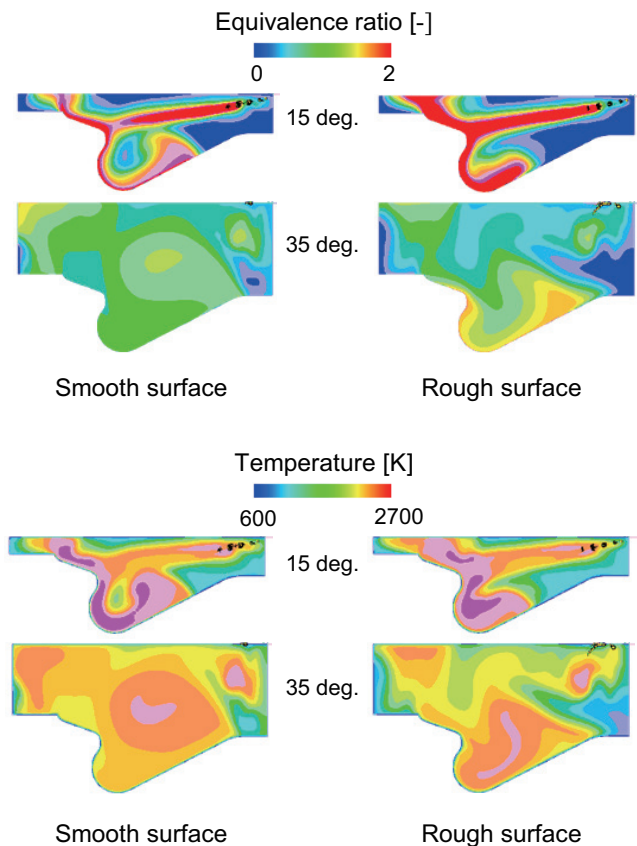 Equivalence ratio [-]
0 2
15 deg.
35 deg.
Smooth surface Rough surface
Temperature [K]
600 2700
15 deg.
35 deg.
Smooth surface Rough surface